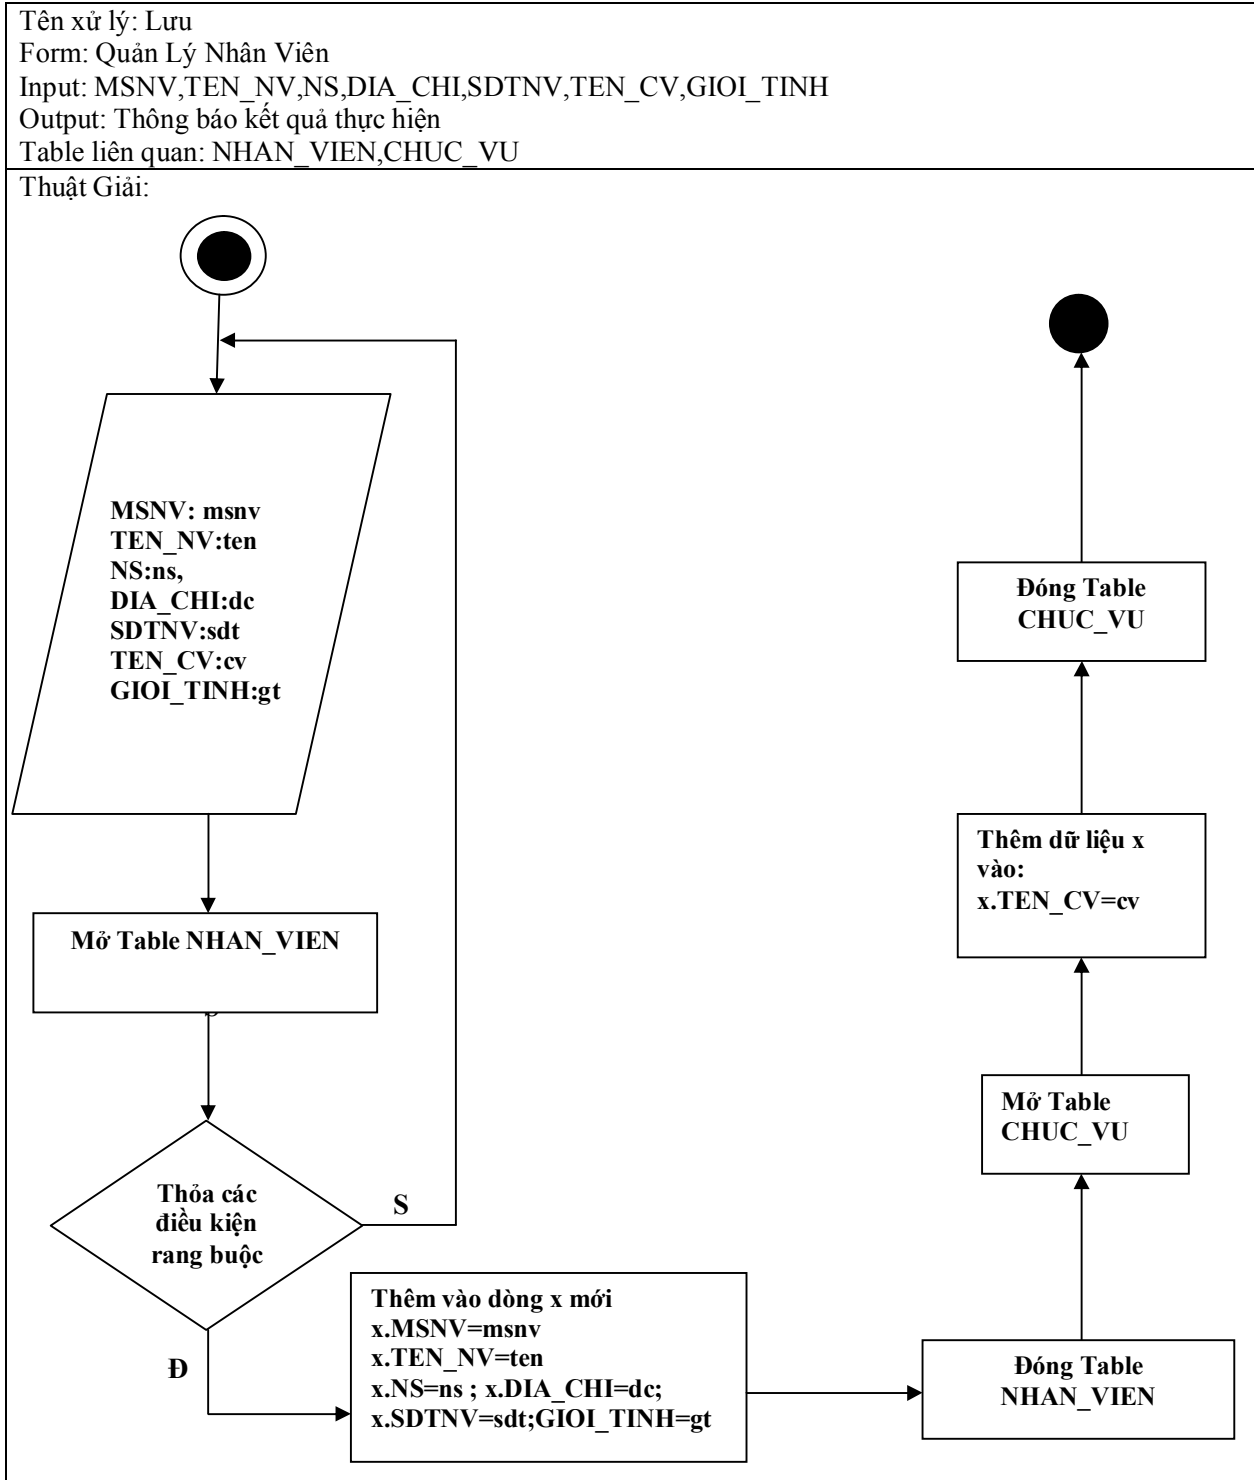 Tên xử lý: Lưu
Form: Quản Lý Nhân Viên
Input: MSNV,TEN_NV,NS,DIA_CHI,SDTNV,TEN_CV,GIOI_TINH
Output: Thông báo kết quả thực hiện
Table liên quan: NHAN_VIEN,CHUC_VU
Thuật Giải:
MSNV: msnv
TEN_NV:ten
NS:ns,
DIA_CHI:dc
SDTNV:sdt
TEN_CV:cv
GIOI_TINH:gt
Mở Table NHAN_VIEN
Thỏa các
điều kiện
rang buộc
S
Đ
Thêm vào dòng x mới
x.MSNV=msnv
x.TEN_NV=ten
x.NS=ns ; x.DIA_CHI=dc;
x.SDTNV=sdt;GIOI_TINH=gt
Đóng Table
NHAN_VIEN
Mở Table
CHUC_VU
Thêm dữ liệu x
vào:
x.TEN_CV=cv
Đóng Table
CHUC_VU